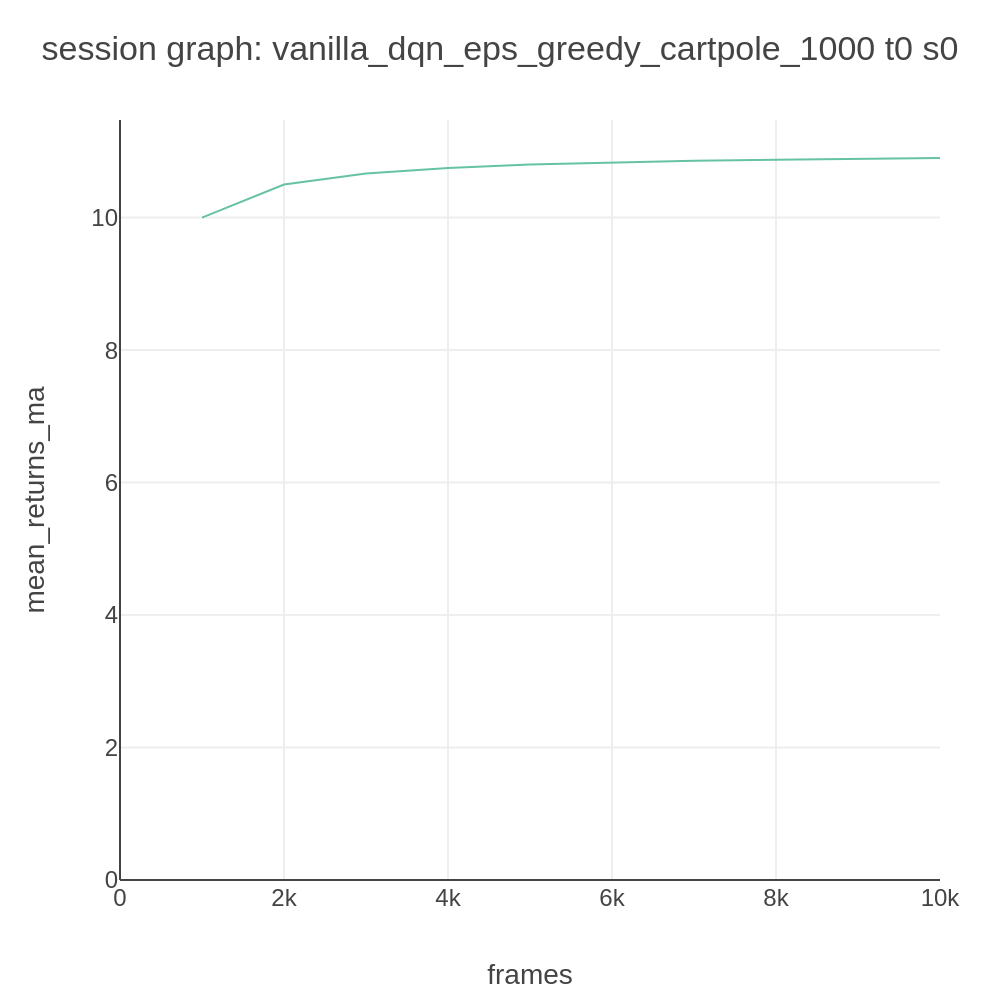 session graph: vanilla_dqn_eps_greedy_cartpole_1000 t0 s0
mean_returns_ma
10
8
6
4
2
0
0 2k 4k 6k 8k 10k
frames